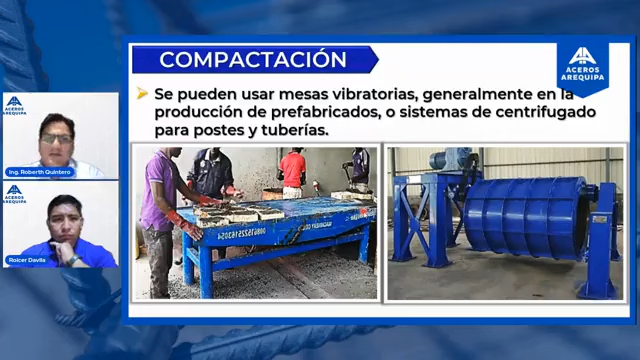 COMPACTACIÓN
ACEROS
AREQUIPA
Se pueden usar mesas vibratorias, generalmente en la
producción de prefabricados, o sistemas de centrifugado
para postes y tuberías.
ACEROS
AREQUIPA
Ing. Roberth Quintero
ACEROS
AREQUIPA
Roicer Davila